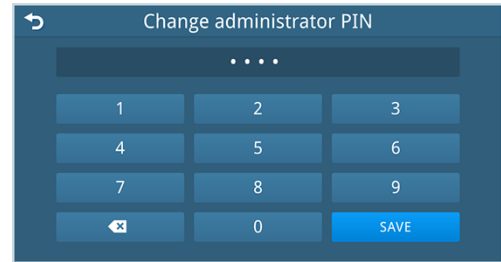 Change administrator PIN
• • • •
1 2 3
4 5 6
7 8 9
0 SAVE